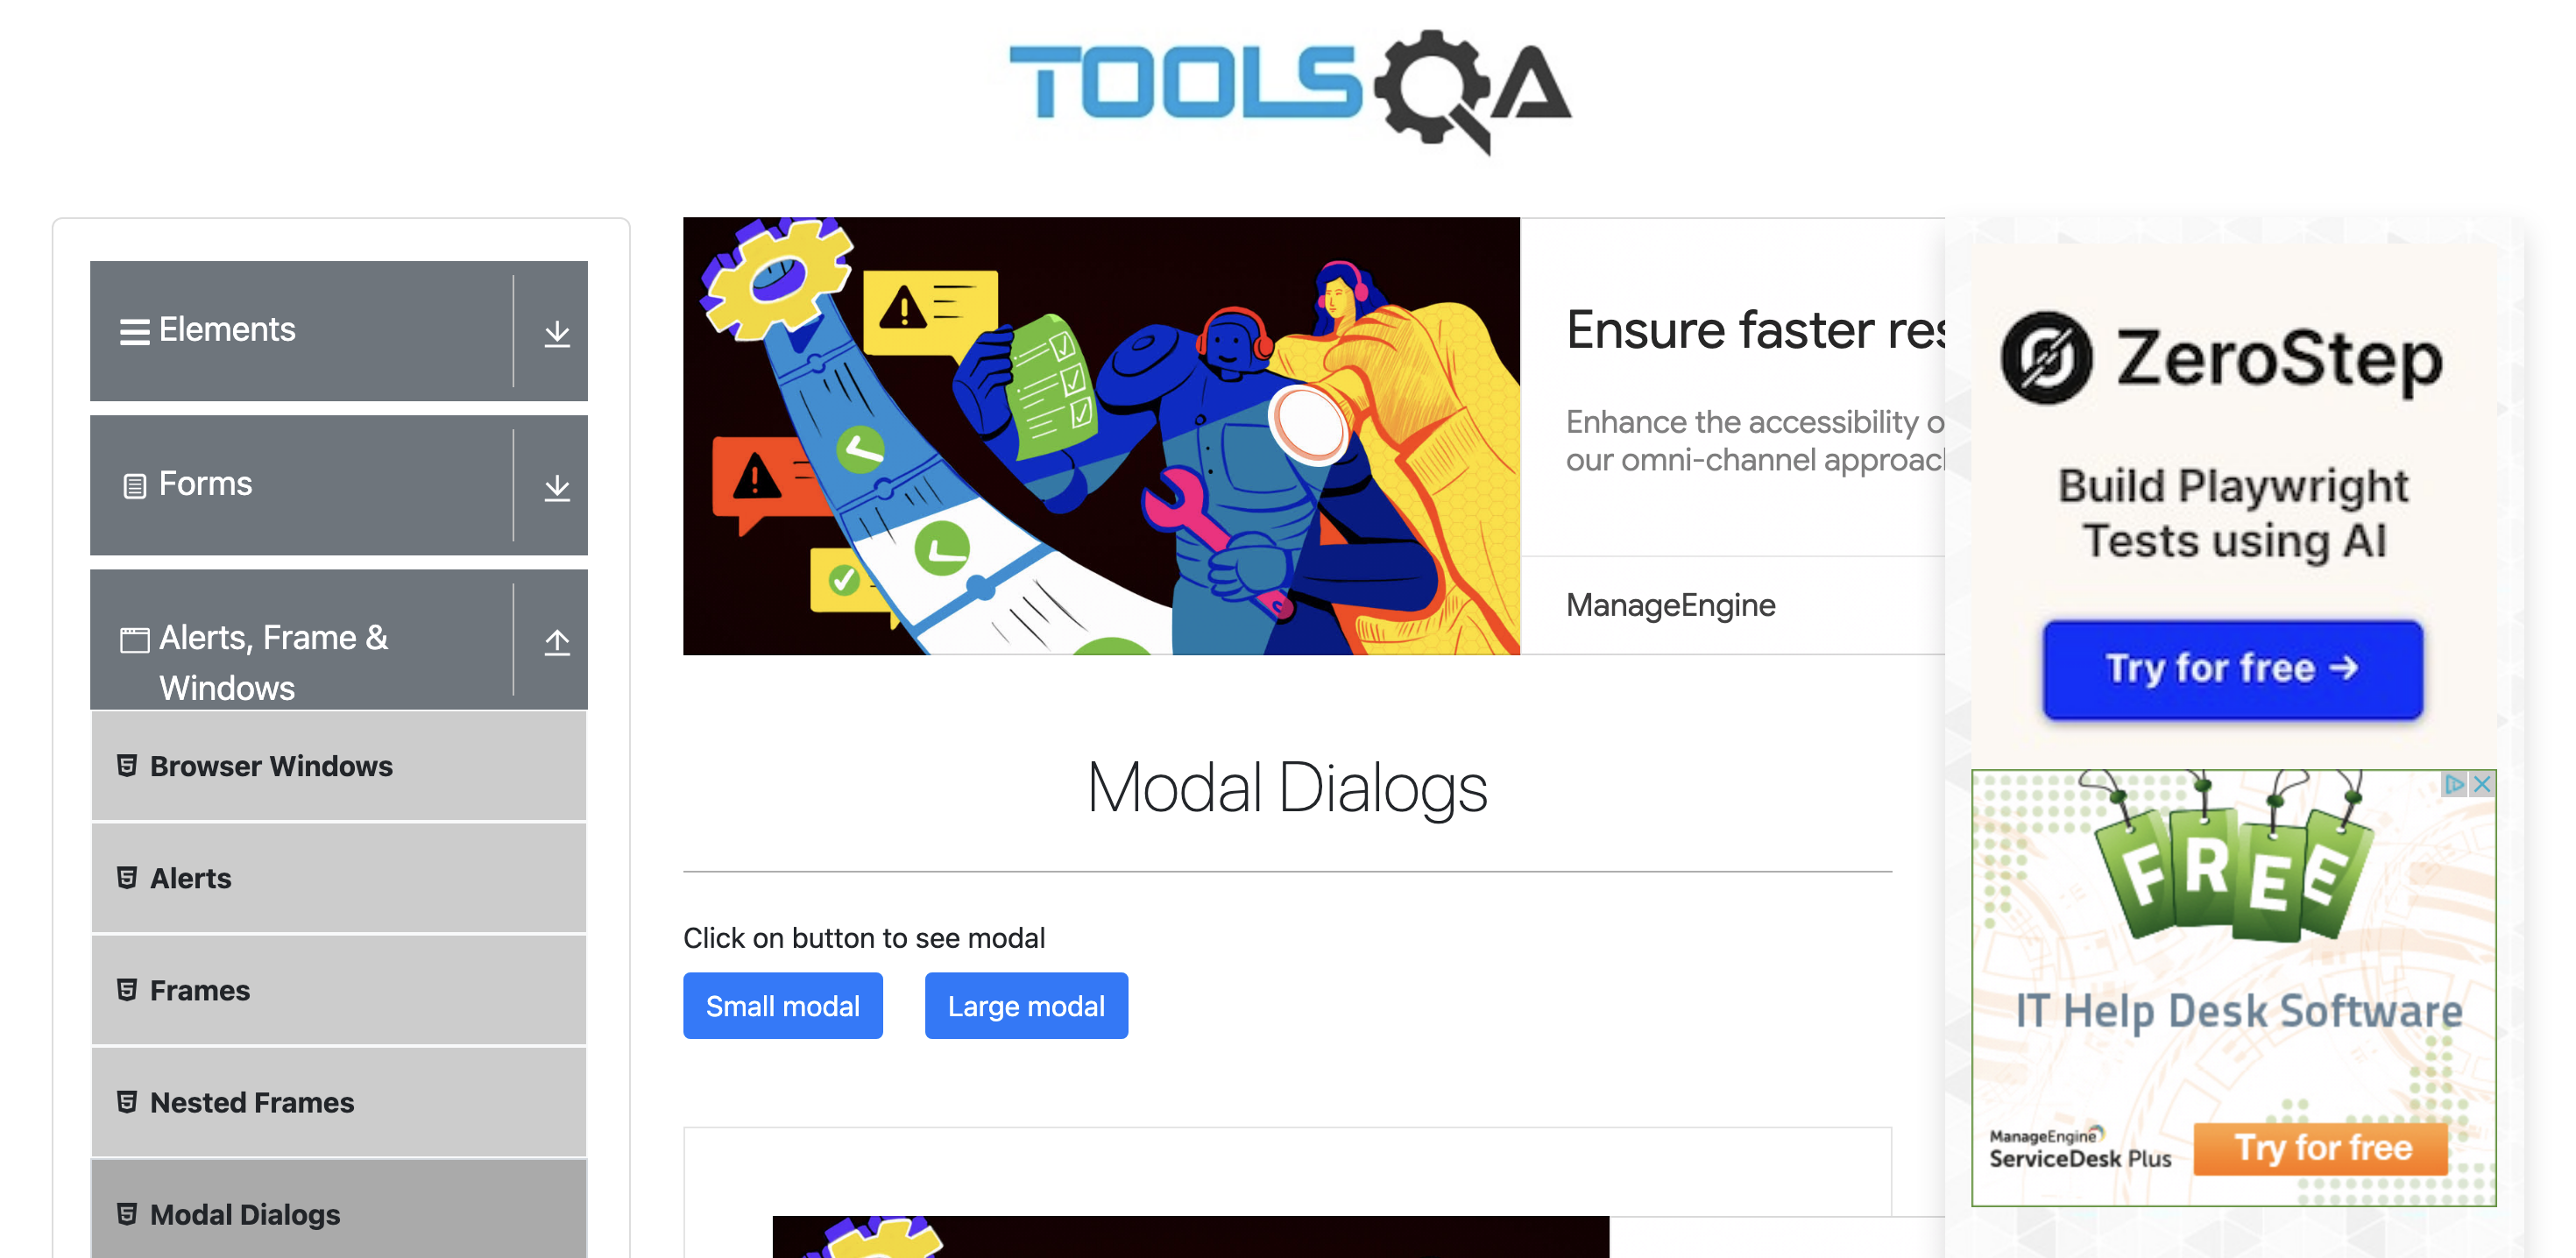 TOOLSQA
Elements
Forms
Alerts, Frame &
Windows
Browser Windows
Alerts
Frames
Nested Frames
Modal Dialogs
Ensure faster res
Enhance the accessibility o
our omni-channel approac
ManageEngine
Modal Dialogs
Click on button to see modal
Small modal
Large modal
ZeroStep
Build Playwright
Tests using AI
Try for free →
FREE
IT Help Desk Software
ManageEngine
ServiceDesk Plus
Try for free